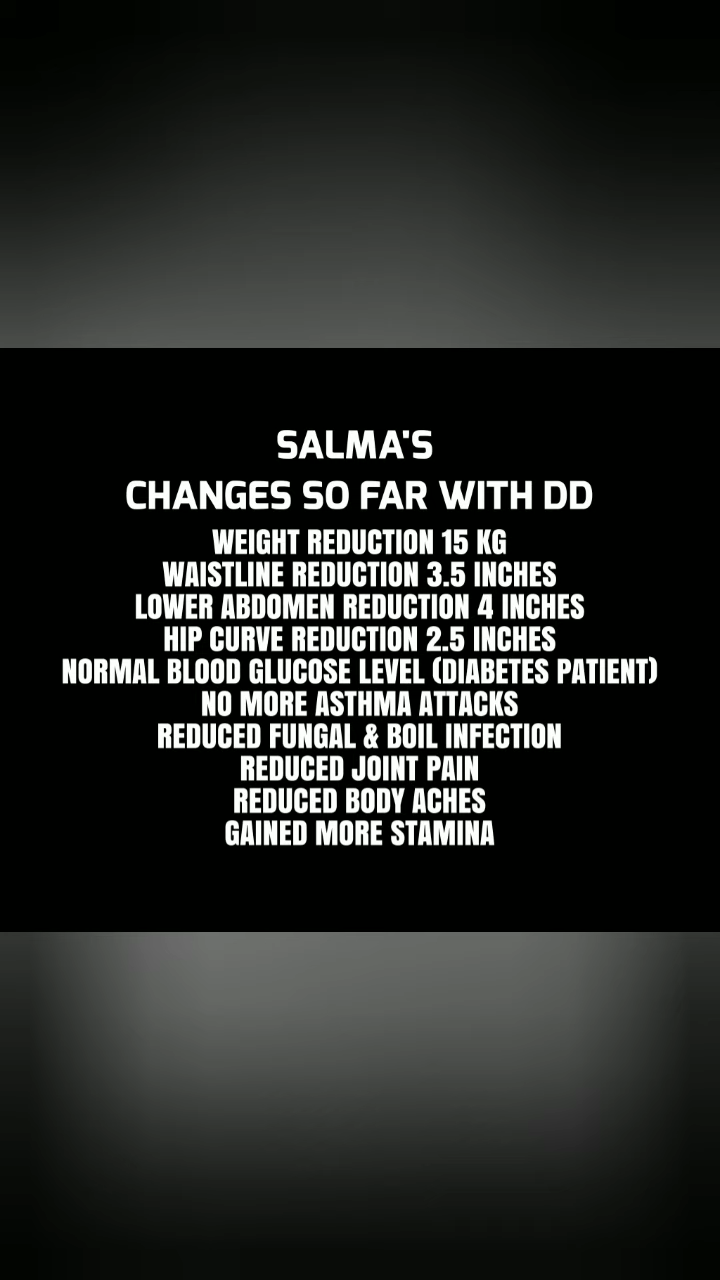 SALMA'S
CHANGES SO FAR WITH DD
WEIGHT REDUCTION 15 KG
WAISTLINE REDUCTION 3.5 INCHES
LOWER ABDOMEN REDUCTION 4 INCHES
HIP CURVE REDUCTION 2.5 INCHES
NORMAL BLOOD GLUCOSE LEVEL (DIABETES PATIENT)
NO MORE ASTHMA ATTACKS
REDUCED FUNGAL & BOIL INFECTION
REDUCED JOINT PAIN
REDUCED BODY ACHES
GAINED MORE STAMINA